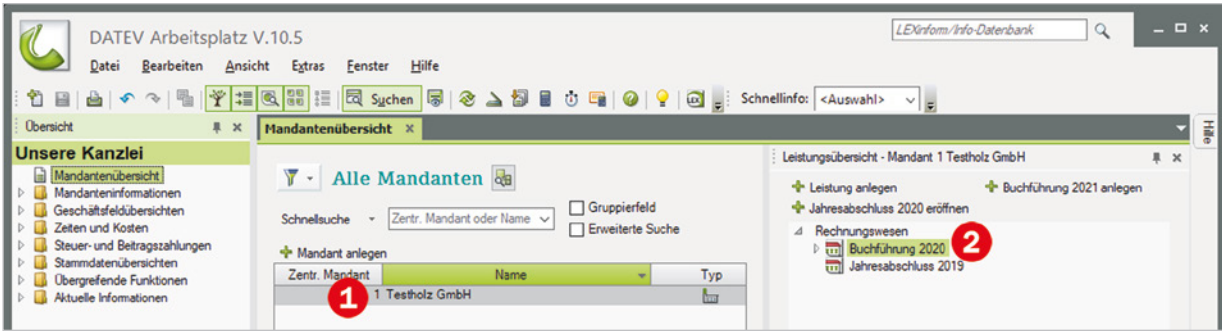 DATEV Arbeitsplatz V.10.5
LEXinform/Info-Datenbank
Datei Bearbeiten Ansicht Extras Fenster Hilfe
Suchen
LEX
Schnellinfo: <Auswahl>
Übersicht
Unsere Kanzlei
Mandantenübersicht
Mandanteninformationen
Geschäftsfeldübersichten
Zeiten und Kosten
Steuer- und Beitragszahlungen
Stammdatenübersichten
Übergreifende Funktionen
Aktuelle Informationen
Mandantenübersicht
Alle Mandanten
Schnellsuche
Zentr. Mandant oder Name
Gruppierfeld
Erweiterte Suche
Mandant anlegen
Zentr. Mandant Name Typ
1 1 Testholz GmbH
Leistungsübersicht - Mandant 1 Testholz GmbH
Leistung anlegen Buchführung 2021 anlegen
Jahresabschluss 2020 eröffnen
Rechnungswesen
Buchführung 2020 2
Jahresabschluss 2019
Hilfe